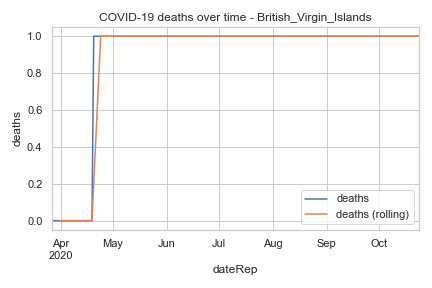 COVID-19 deaths over time - British_Virgin_Islands
1.0
0.8
0.6
0.4
0.2
0.0
deaths
deaths
deaths (rolling)
Apr May Jun Jul Aug Sep Oct
2020
dateRep